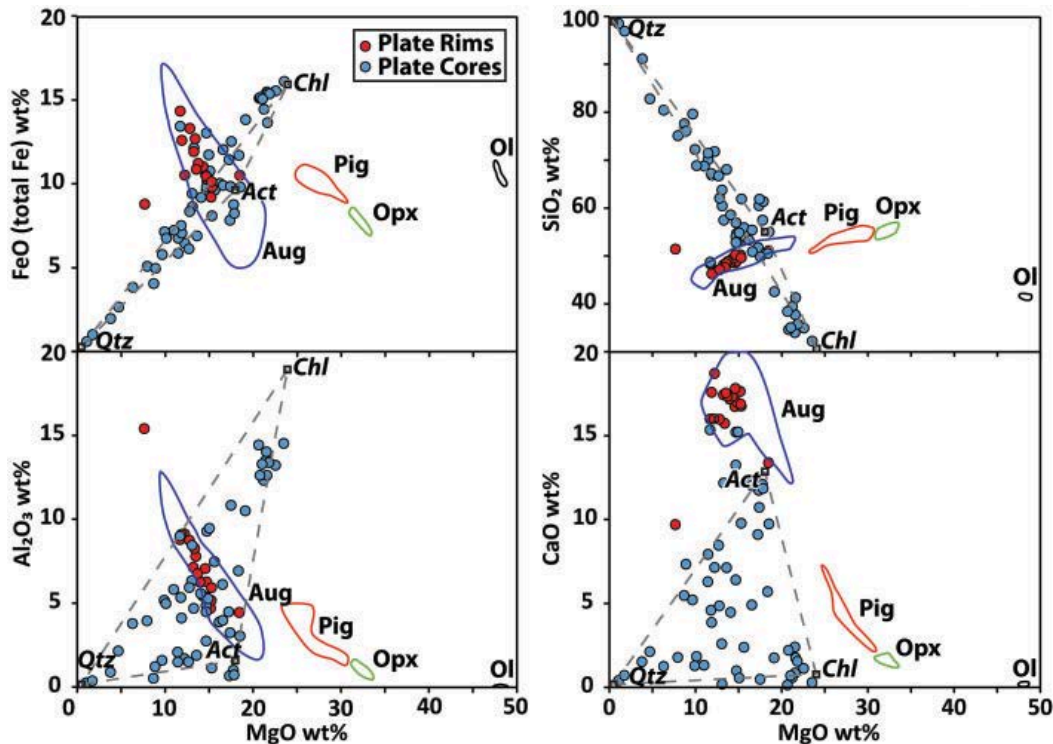 FeO (total Fe) wt%
20
15
10
5
Plate Rims
Plate Cores
Chl
Act
Aug
Pig
Opx
Ol
Qtz
SiO₂ wt%
100
80
60
40
Qtz
Act
Pig
Opx
Aug
Ol
Chl
Al₂O₃ wt%
20
15
10
5
0
Chl
Aug
Pig
Opx
Act
Qtz
Ol
0 10 20 30 40 50
MgO wt%
CaO wt%
20
15
10
5
0
Aug
Act
Pig
Opx
Chl
Qtz
Ol
0 10 20 30 40 50
MgO wt%